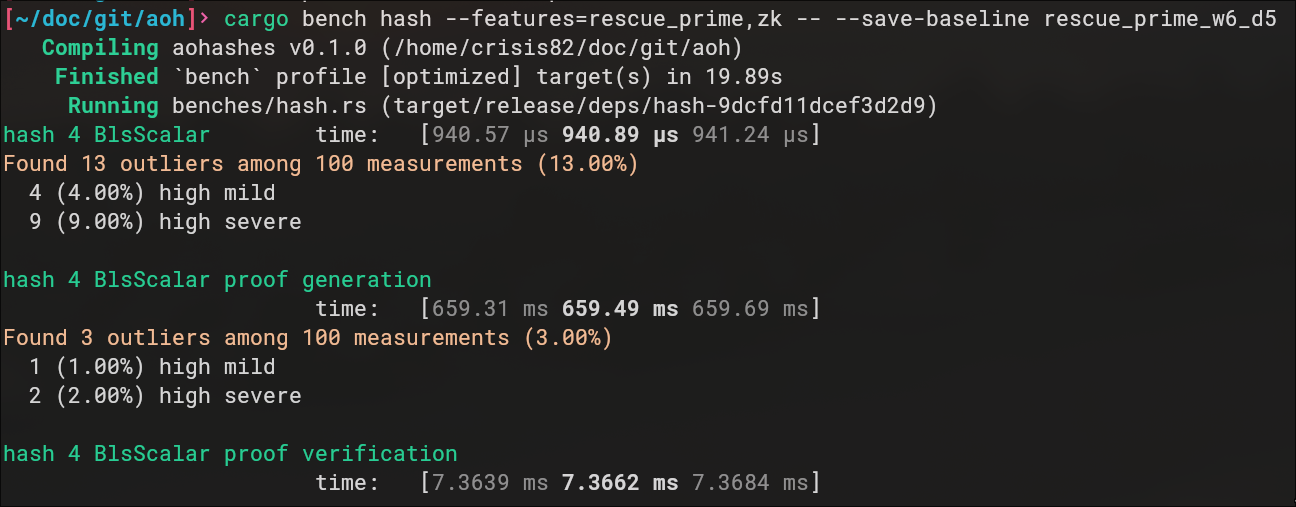 [~/doc/git/aoh]› cargo bench hash --features=rescue_prime,zk -- --save-baseline rescue_prime_w6_d5
Compiling aohashes v0.1.0 (/home/crisis82/doc/git/aoh)
Finished `bench` profile [optimized] target(s) in 19.89s
Running benches/hash.rs (target/release/deps/hash-9dcfd11dcef3d2d9)
hash 4 BlsScalar time: [940.57 µs 940.89 µs 941.24 µs]
Found 13 outliers among 100 measurements (13.00%)
4 (4.00%) high mild
9 (9.00%) high severe
hash 4 BlsScalar proof generation
time: [659.31 ms 659.49 ms 659.69 ms]
Found 3 outliers among 100 measurements (3.00%)
1 (1.00%) high mild
2 (2.00%) high severe
hash 4 BlsScalar proof verification
time: [7.3639 ms 7.3662 ms 7.3684 ms]